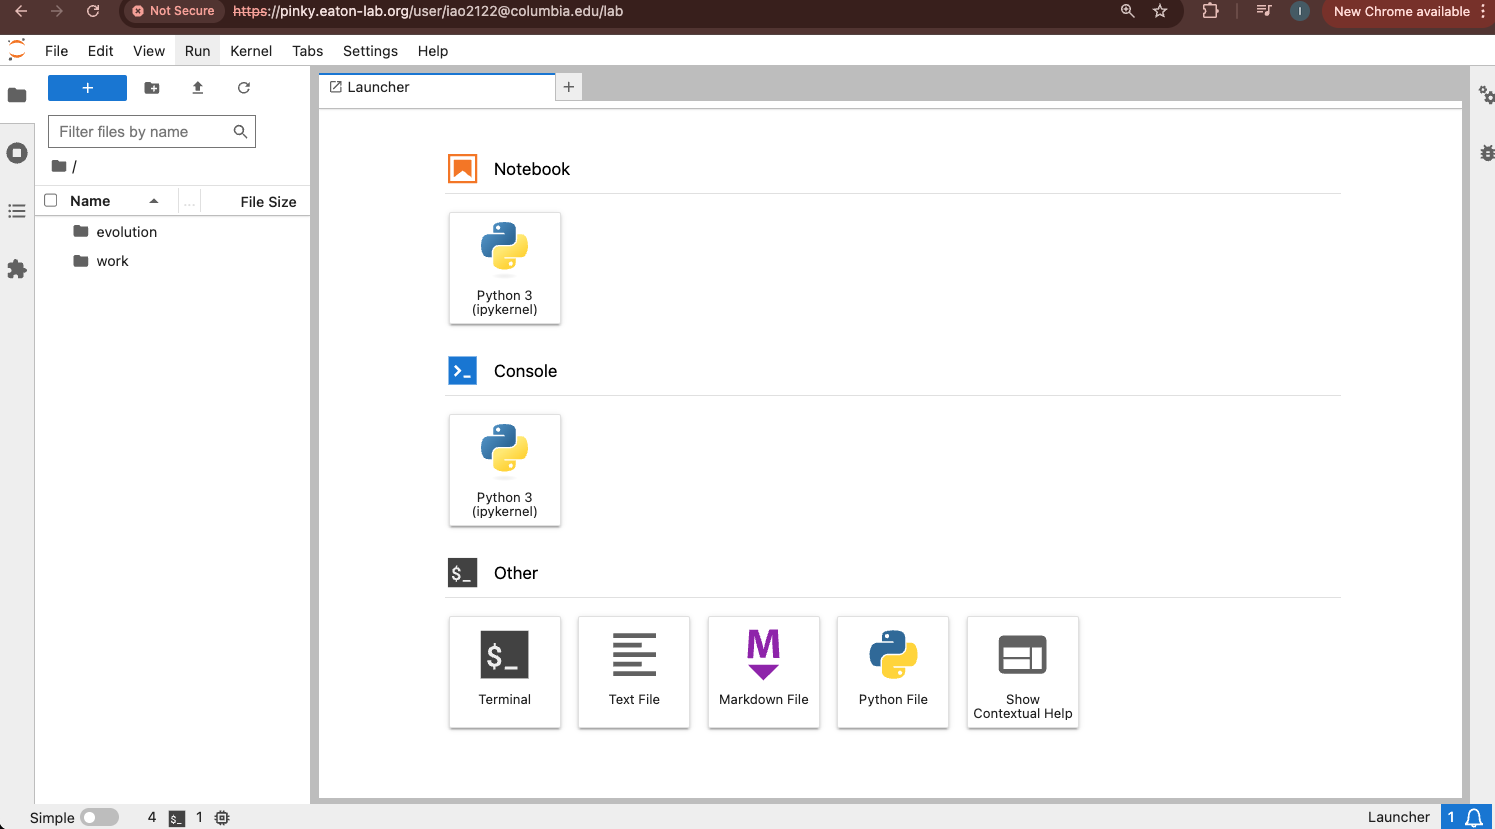 Not Secure https://pinky.eaton-lab.org/user/iao2122@columbia.edu/lab I New Chrome available
File Edit View Run Kernel Tabs Settings Help
+ Launcher +
Filter files by name
/
Name ... File Size
evolution
work
Notebook
Python 3
(ipykernel)
Console
Python 3
(ipykernel)
$_ Other
$_
Terminal
Text File
M
Markdown File
Python File
Show
Contextual Help
Simple 4 $_ 1 Launcher 1